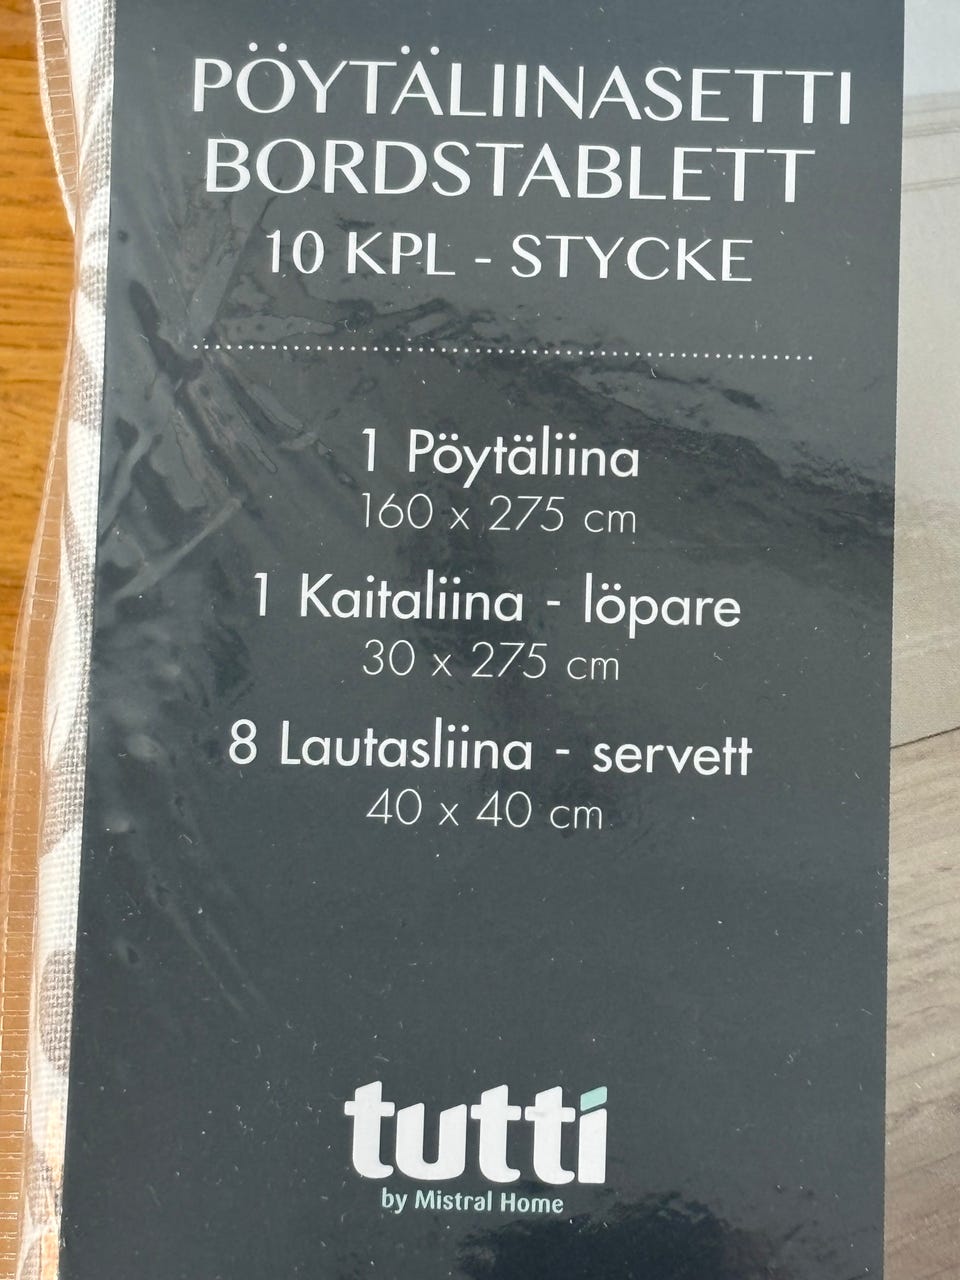 PÖYTÄLIINASETTI
BORDSTABLETT
10 KPL - STYCKE
1 Pöytäliina
160 x 275 cm
1 Kaitaliina - löpare
30 x 275 cm
8 Lautasliina - servett
40 x 40 cm
tutti
by Mistral Home